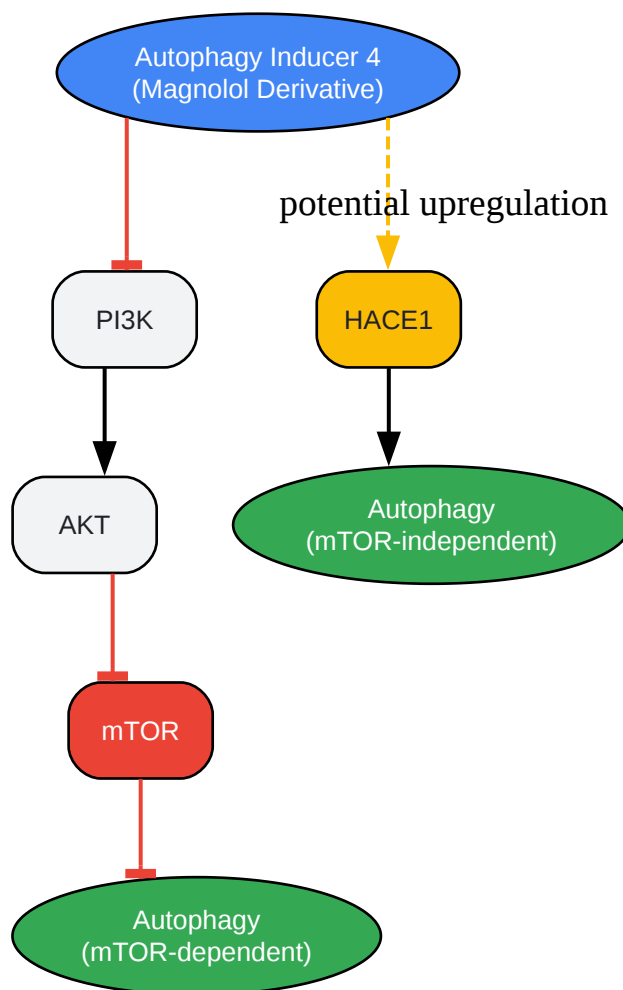 Autophagy Inducer 4
(Magnolol Derivative)
potential upregulation
PI3K
HACE1
AKT
Autophagy
(mTOR-independent)
mTOR
Autophagy
(mTOR-dependent)